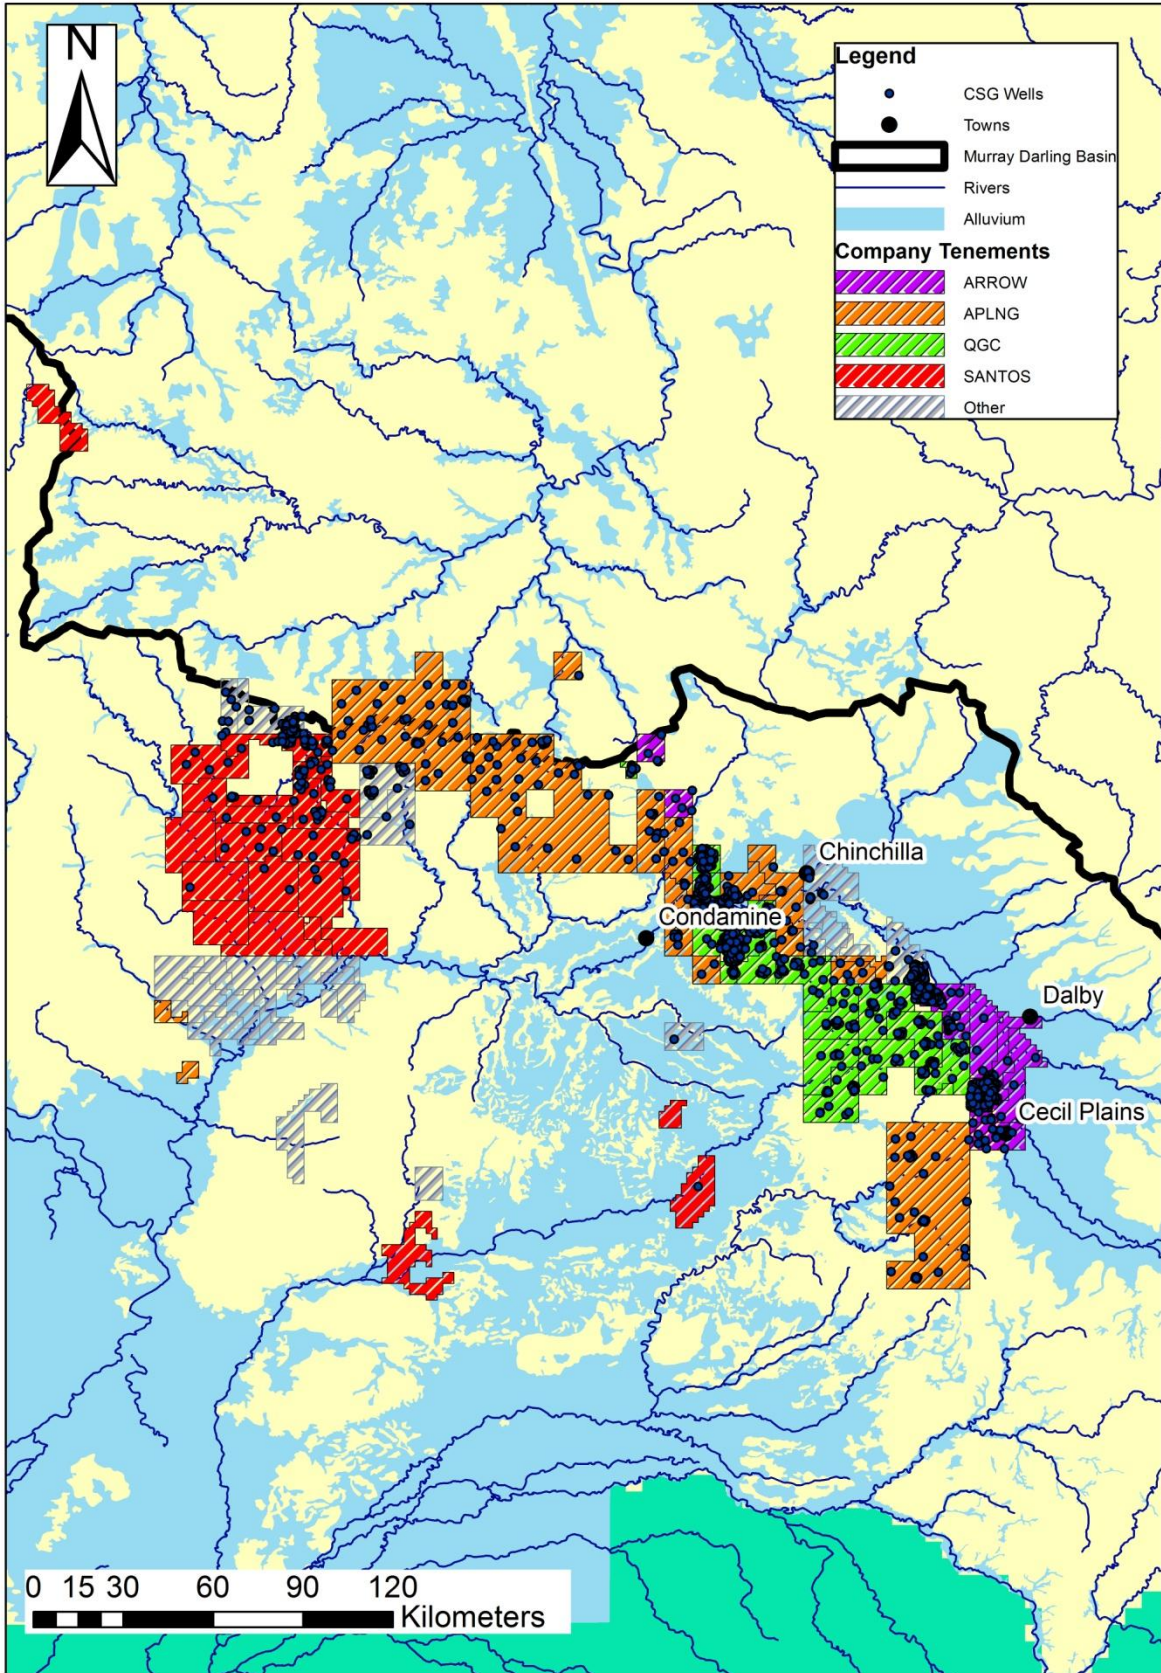 N
Legend
CSG Wells
Towns
Murray Darling Basin
Rivers
Alluvium
Company Tenements
ARROW
APLNG
QGC
SANTOS
Other
Chinchilla
Condamine
Dalby
Cecil Plains
0 15 30 60 90 120
Kilometers